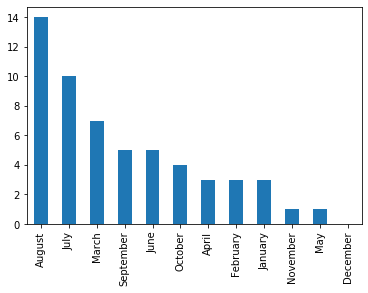 14
12
10
8
6
4
2
0
August
July
March
September
June
October
April
February
January
November
May
December